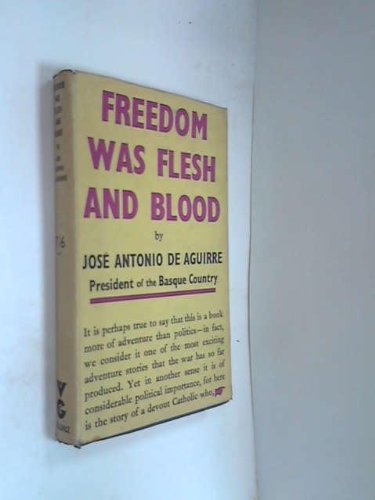 FREEDOM
WAS FLESH
AND BLOOD
by
JOSÉ ANTONIO DE AGUIRRE
President of the Basque Country
It is perhaps true to say that this is a book
more of adventure than politics—in fact,
we consider it one of the most exciting
adventure stories that the war has so far
produced. Yet in another sense it is of
considerable political importance, for here
is the story of a devout Catholic who,
7/6
VG